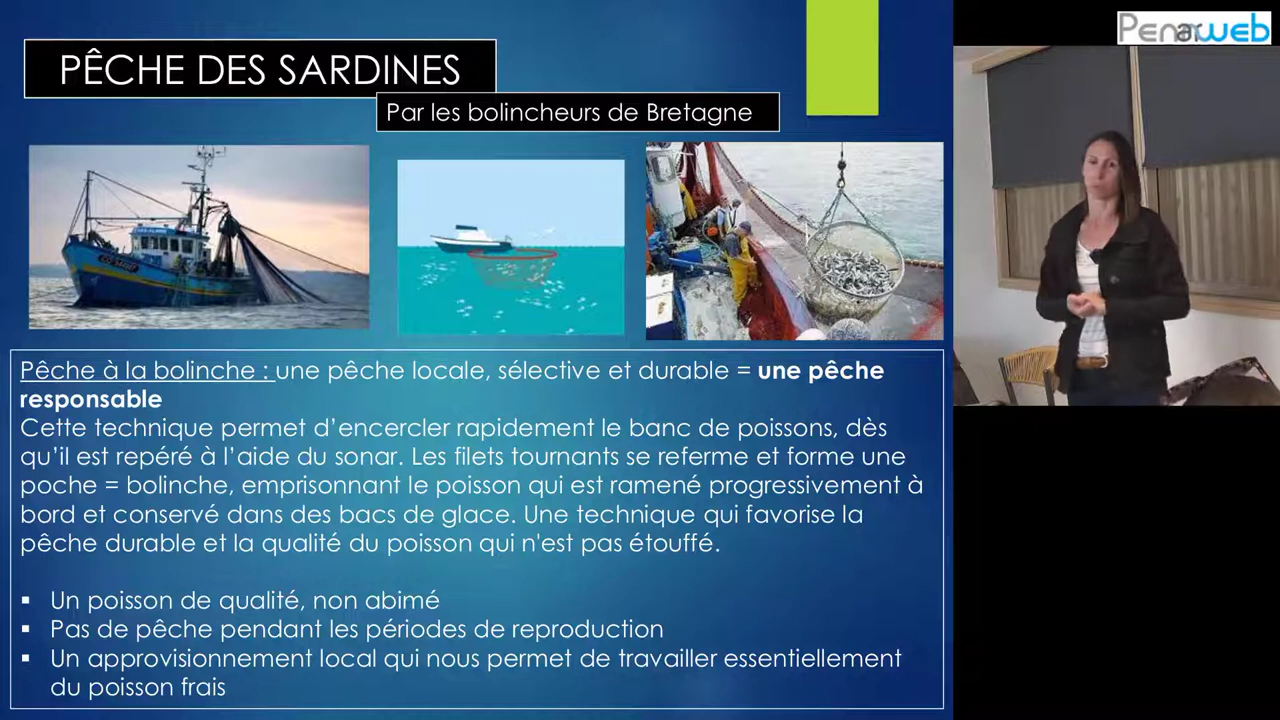 PÊCHE DES SARDINES
Par les bolincheurs de Bretagne
Pêche à la bolinche : une pêche locale, sélective et durable = une pêche
responsable
Cette technique permet d’encercler rapidement le banc de poissons, dès
qu’il est repéré à l’aide du sonar. Les filets tournants se referme et forme une
poche = bolinche, emprisonnant le poisson qui est ramené progressivement à
bord et conservé dans des bacs de glace. Une technique qui favorise la
pêche durable et la qualité du poisson qui n'est pas étouffé.
▪ Un poisson de qualité, non abimé
▪ Pas de pêche pendant les périodes de reproduction
▪ Un approvisionnement local qui nous permet de travailler essentiellement
du poisson frais
Penarweb